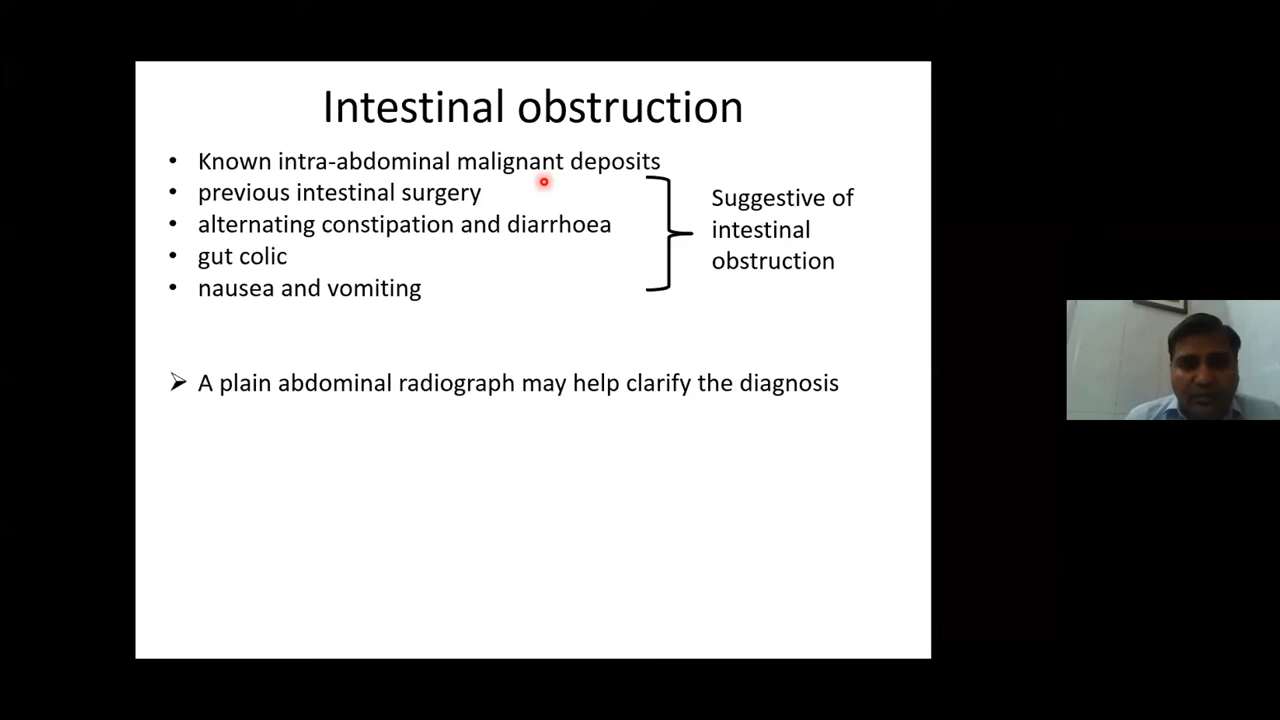 Intestinal obstruction
• Known intra-abdominal malignant deposits
• previous intestinal surgery
• alternating constipation and diarrhoea
• gut colic
• nausea and vomiting
Suggestive of
intestinal
obstruction
➢ A plain abdominal radiograph may help clarify the diagnosis